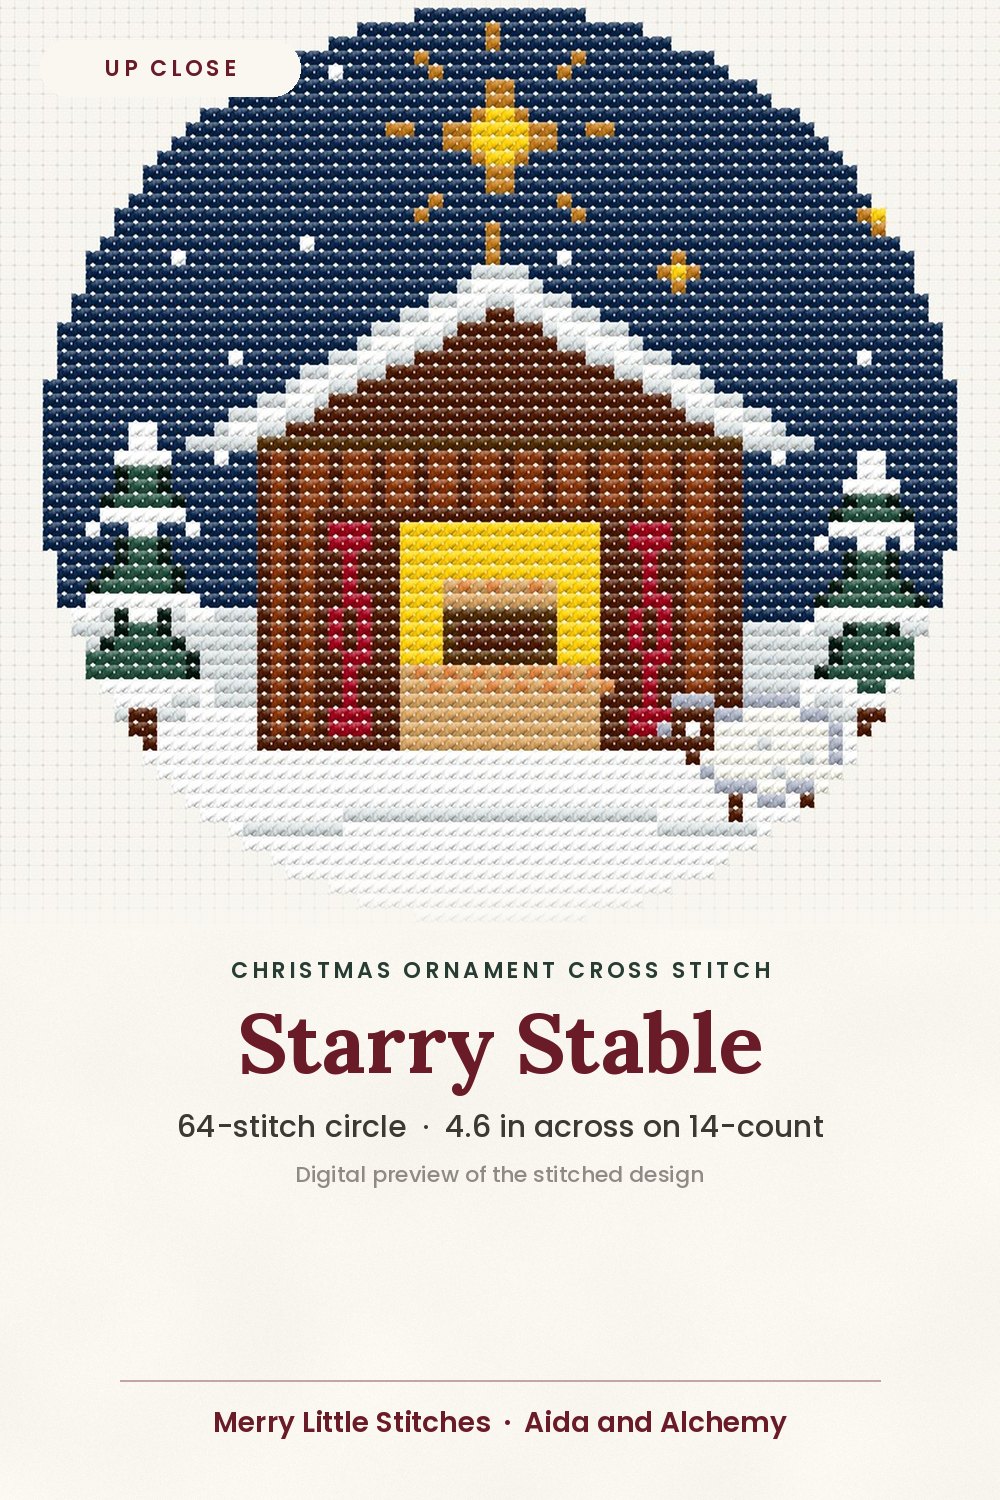 UP CLOSE
CHRISTMAS ORNAMENT CROSS STITCH
Starry Stable
64-stitch circle · 4.6 in across on 14-count
Digital preview of the stitched design
Merry Little Stitches · Aida and Alchemy